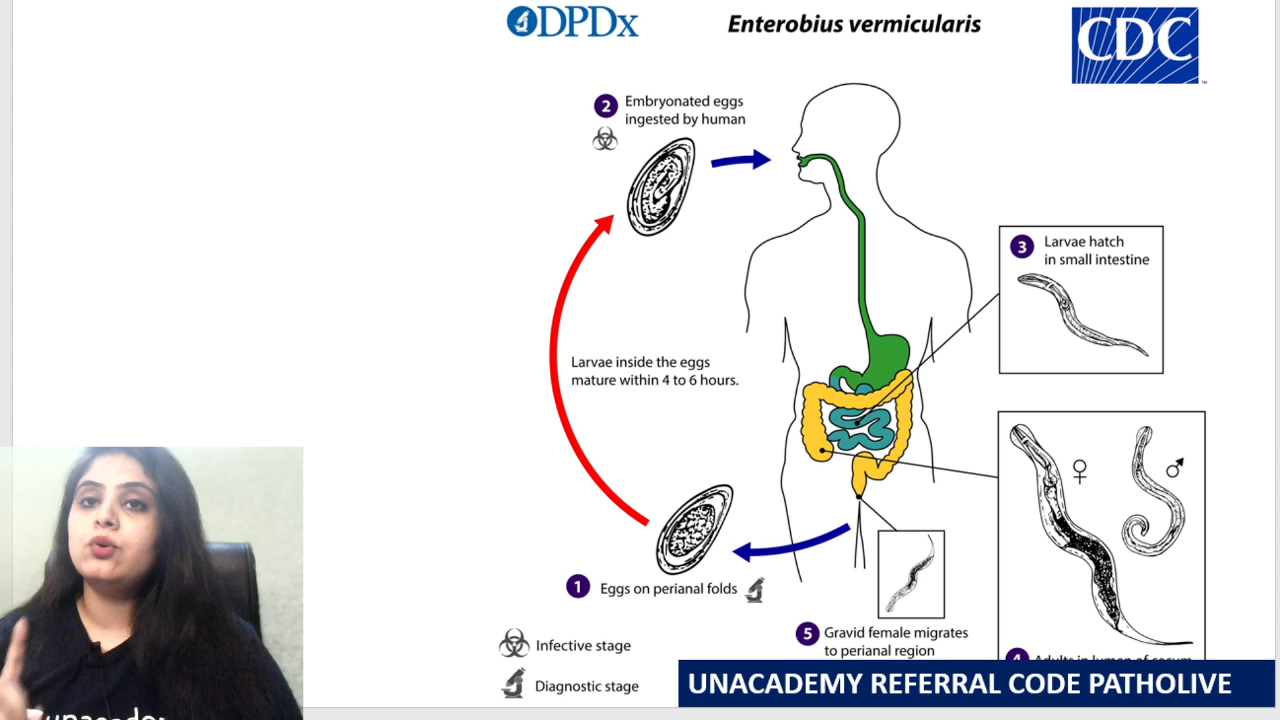 DPDx
Enterobius vermicularis
CDC
TM
2
Embryonated eggs
ingested by human
3
Larvae hatch
in small intestine
Larvae inside the eggs
mature within 4 to 6 hours.
♀
♂
1
Eggs on perianal folds
5
Gravid female migrates
to perianal region
4
Adults in lumen of cecum
Infective stage
Diagnostic stage
UNACADEMY REFERRAL CODE PATHOLIVE